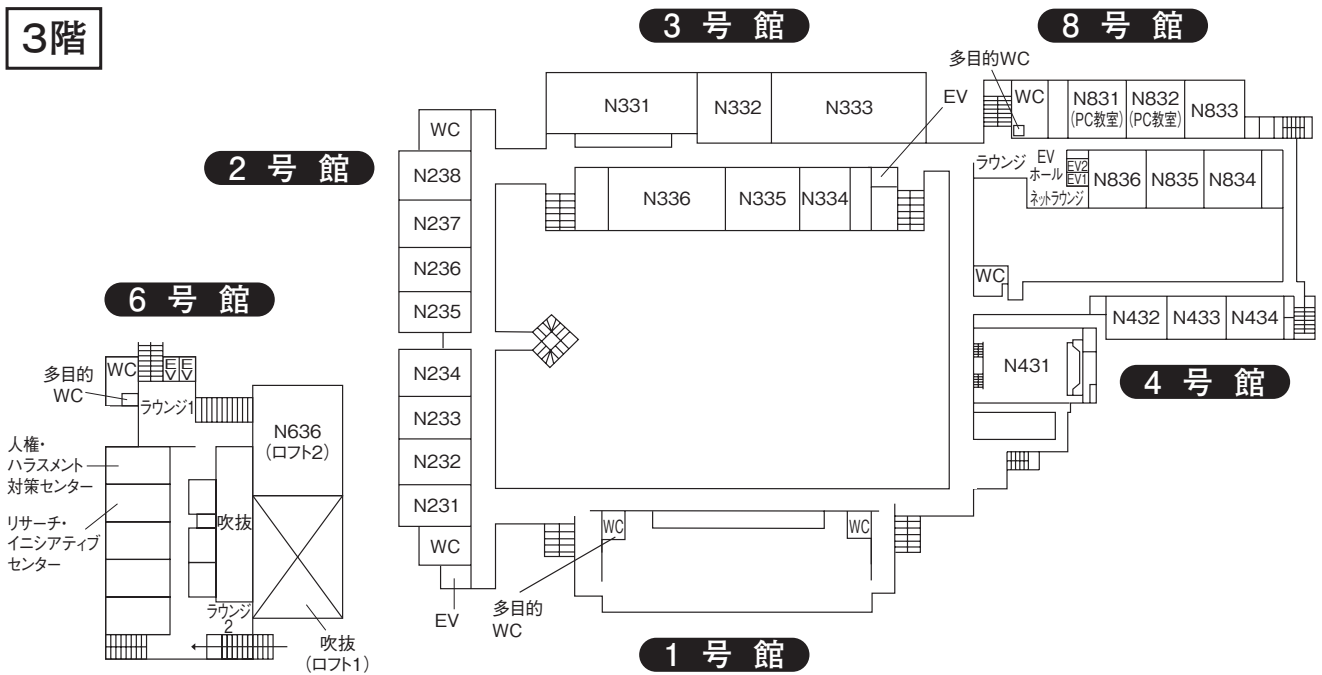 3階
3 号 館
8 号 館
多目的WC
EV
N331
N332
N333
WC
N831
(PC教室)
N832
(PC教室)
N833
WC
2 号 館
N238
N237
N236
N235
N234
N233
N232
N231
WC
EV
N336
N335
N334
ラウンジ
EV
ホール
EV2
EV1
ネットラウンジ
N836
N835
N834
WC
N432
N433
N434
N431
4 号 館
6 号 館
WC
EV
EV
多目的
WC
ラウンジ1
N636
(ロフト2)
人権・
ハラスメント
対策センター
リサーチ・
イニシアティブ
センター
吹抜
ラウンジ
2
吹抜
(ロフト1)
WC
WC
多目的
WC
1 号 館